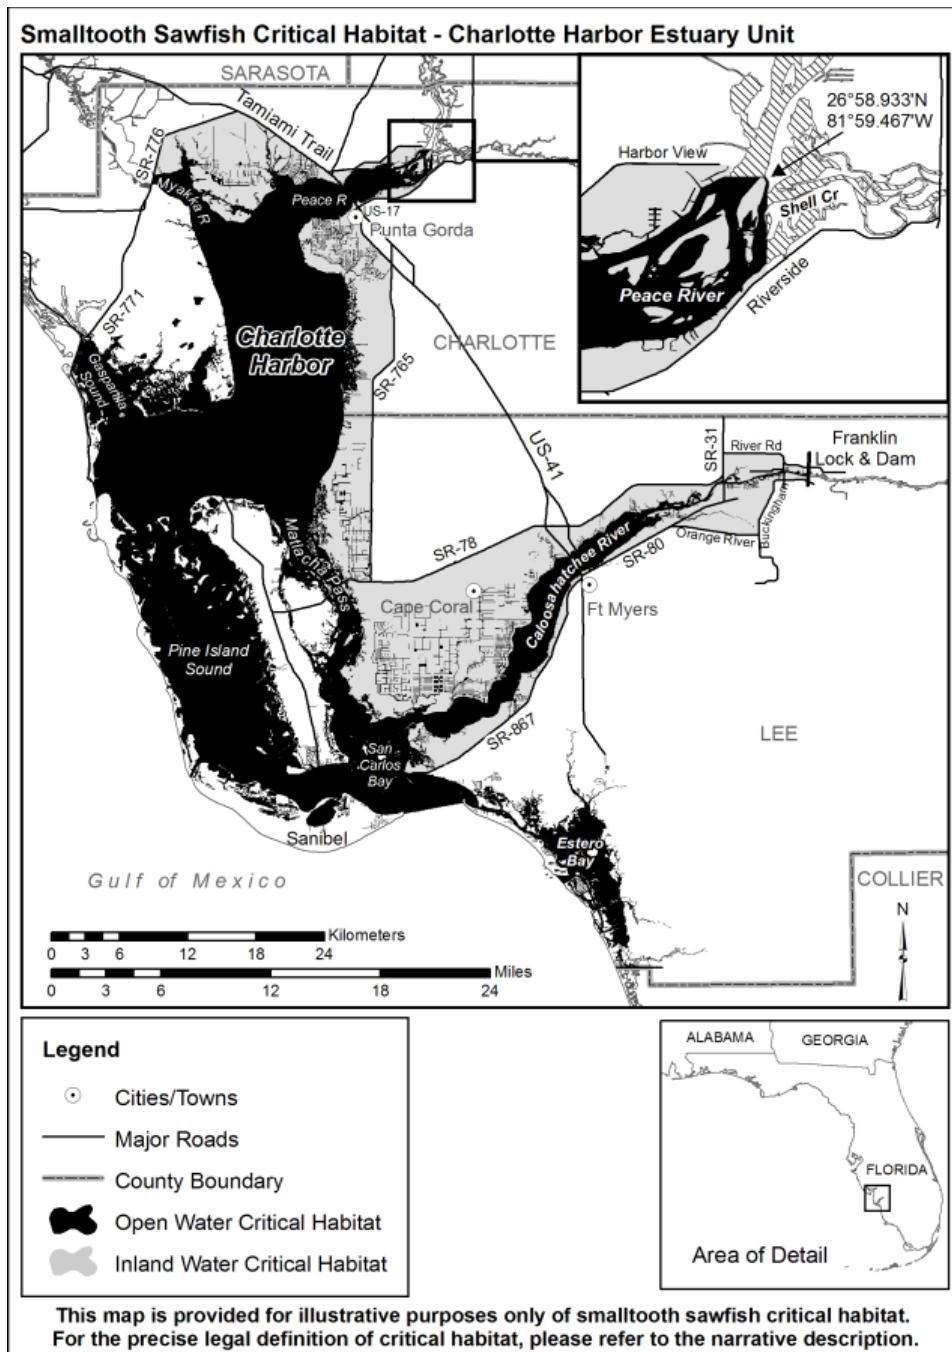 Smalltooth Sawfish Critical Habitat - Charlotte Harbor Estuary Unit
SARASOTA
Tamiami Trail
SR-776
Myakka R
Peace R
US-17
Punta Gorda
SR-771
Gasparilla
Sound
Charlotte
Harbor
CHARLOTTE
SR-765
26°58.933'N
81°59.467'W
Harbor View
Shell Cr
Peace River
Riverside
US-41
SR-31
River Rd
Franklin
Lock & Dam
Buckingham
Orange River
SR-80
SR-78
Matlacha Pass
Caloosahatchee River
Cape Coral
Ft Myers
Pine Island
Sound
SR-867
LEE
San
Carlos
Bay
Sanibel
Estero
Bay
Gulf of Mexico
COLLIER
N
Kilometers
0 3 6 12 18 24
Miles
0 3 6 12 18 24
Legend
Cities/Towns
Major Roads
County Boundary
Open Water Critical Habitat
Inland Water Critical Habitat
ALABAMA
GEORGIA
FLORIDA
Area of Detail
This map is provided for illustrative purposes only of smalltooth sawfish critical habitat.
For the precise legal definition of critical habitat, please refer to the narrative description.